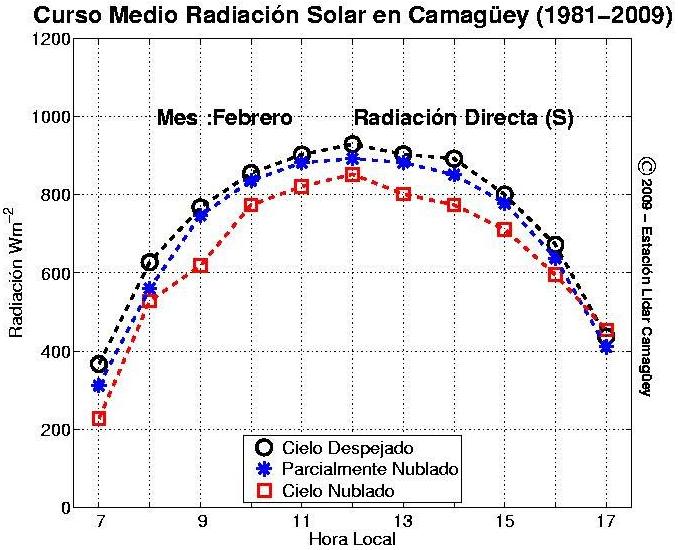 Curso Medio Radiación Solar en Camagüey (1981–2009)
1200
1000
800
600
400
200
0
Radiación Wm⁻²
Mes :Febrero
Radiación Directa (S)
© 2009 – Estación Lidar Camagüey
Cielo Despejado
Parcialmente Nublado
Cielo Nublado
7
9
11
13
15
17
Hora Local